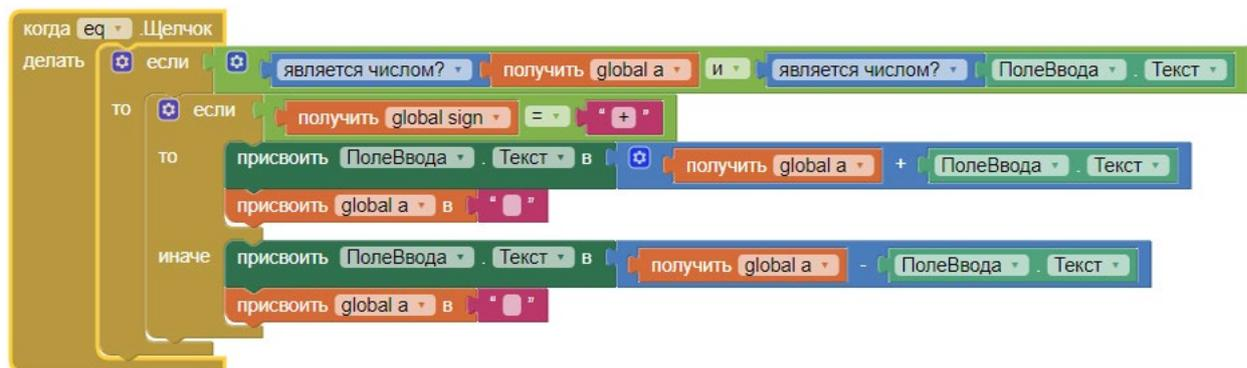 когда eq .Щелчок
делать если является числом? получить global a и является числом? ПолеВвода . Текст
то если получить global sign = " + "
то присвоить ПолеВвода . Текст в получить global a + ПолеВвода . Текст
присвоить global a в " "
иначе присвоить ПолеВвода . Текст в получить global a - ПолеВвода . Текст
присвоить global a в " "